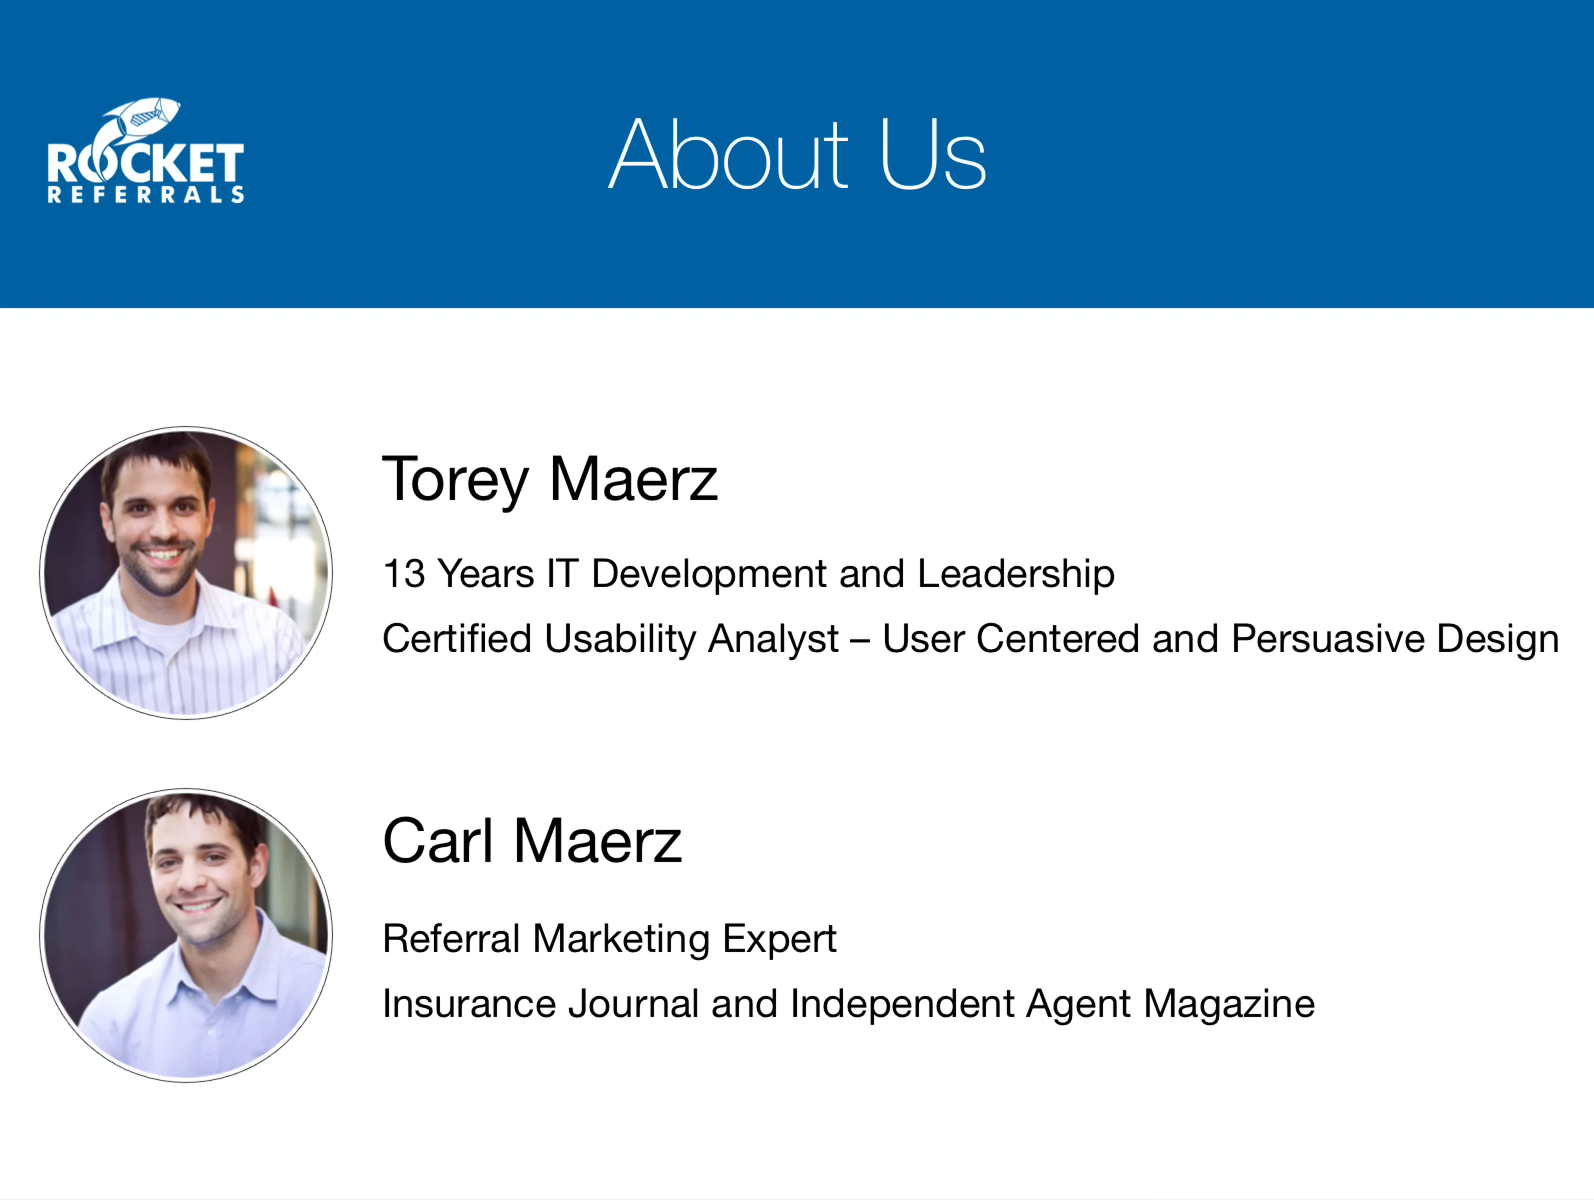 ROCKET
REFERRALS
About Us
Torey Maerz
13 Years IT Development and Leadership
Certified Usability Analyst – User Centered and Persuasive Design
Carl Maerz
Referral Marketing Expert
Insurance Journal and Independent Agent Magazine